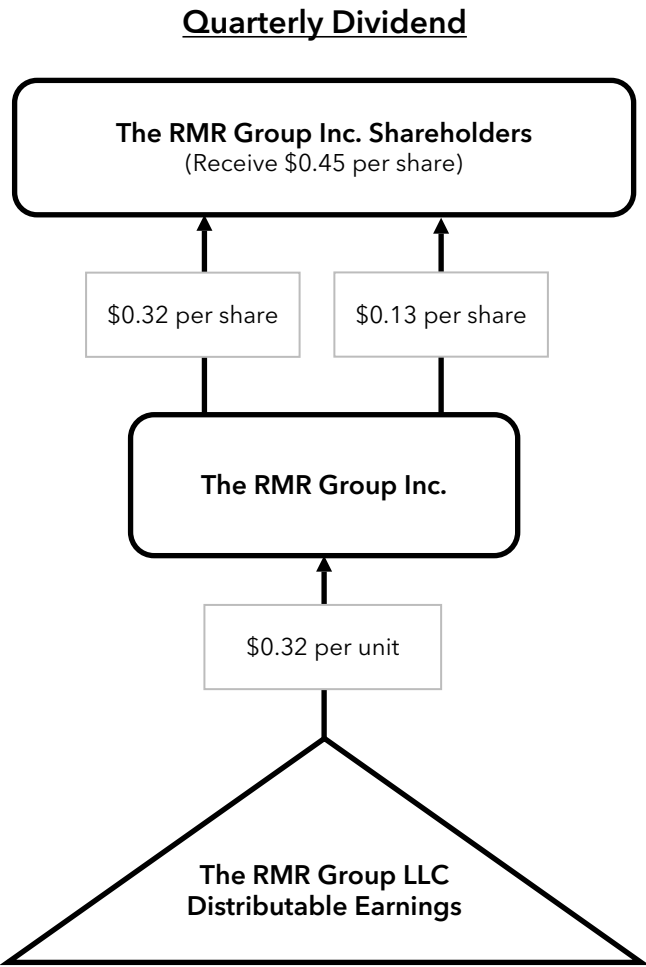 Quarterly Dividend
The RMR Group Inc. Shareholders
(Receive $0.45 per share)
$0.32 per share
$0.13 per share
The RMR Group Inc.
$0.32 per unit
The RMR Group LLC
Distributable Earnings